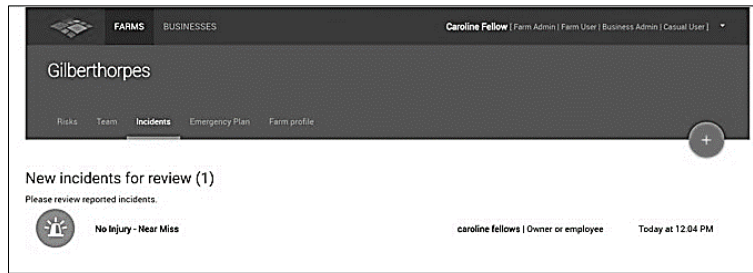 FARMS BUSINESSES Caroline Fellow [ Farm Admin | Farm User | Business Admin | Casual User ]
Gilberthorpes
Risks Team Incidents Emergency Plan Farm profile
+
New incidents for review (1)
Please review reported incidents.
No Injury - Near Miss caroline fellows | Owner or employee Today at 12:04 PM